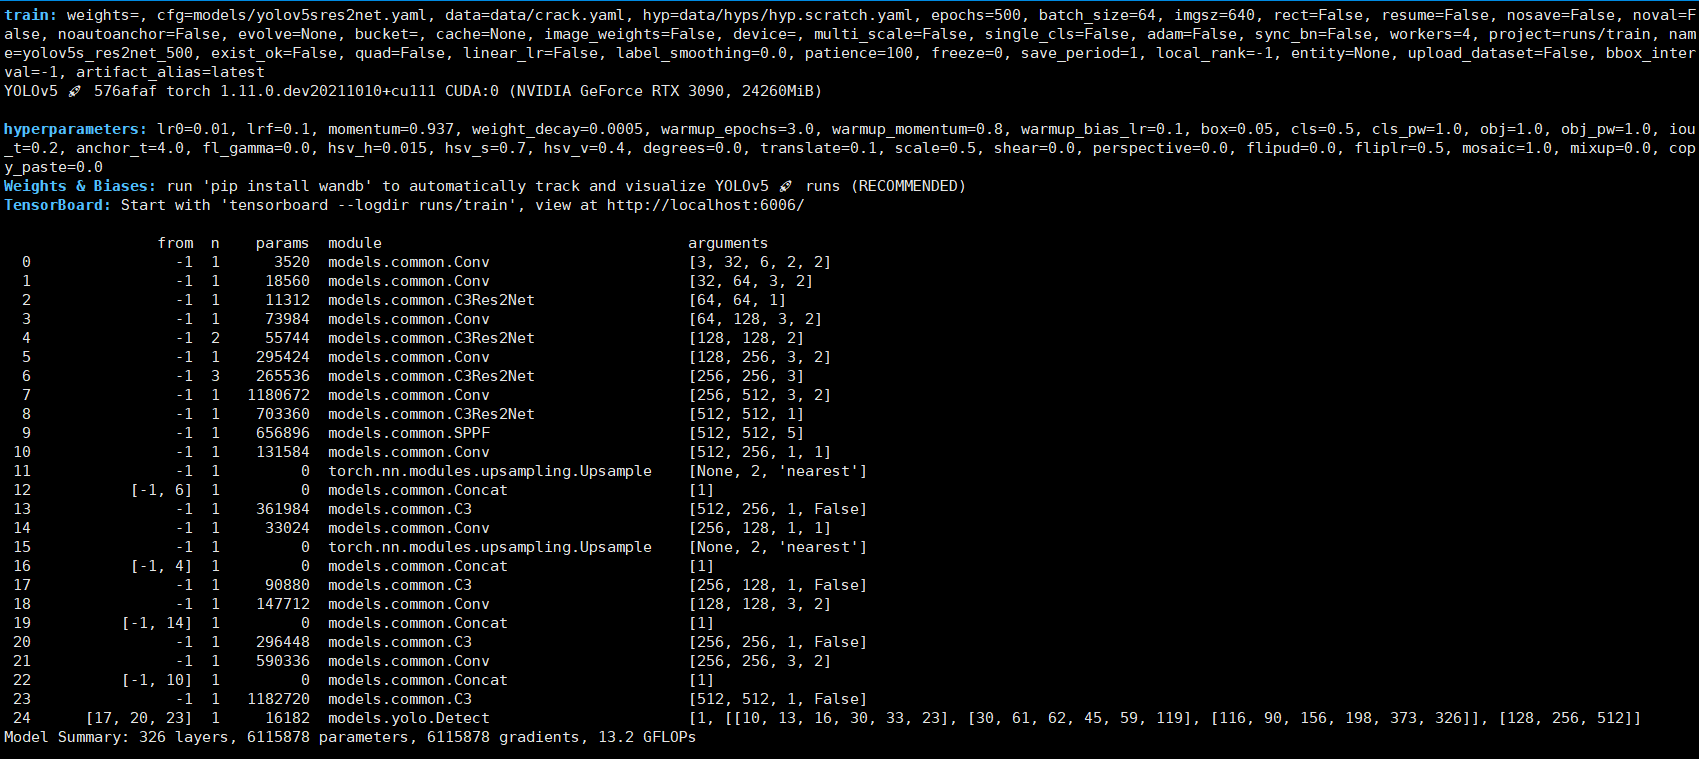 train: weights=, cfg=models/yolov5sres2net.yaml, data=data/crack.yaml, hyp=data/hyps/hyp.scratch.yaml, epochs=500, batch_size=64, imgsz=640, rect=False, resume=False, nosave=False, noval=F
alse, noautoanchor=False, evolve=None, bucket=, cache=None, image_weights=False, device=, multi_scale=False, single_cls=False, adam=False, sync_bn=False, workers=4, project=runs/train, nam
e=yolov5s_res2net_500, exist_ok=False, quad=False, linear_lr=False, label_smoothing=0.0, patience=100, freeze=0, save_period=1, local_rank=-1, entity=None, upload_dataset=False, bbox_inter
val=-1, artifact_alias=latest
YOLOv5 🚀 576afaf torch 1.11.0.dev20211010+cu111 CUDA:0 (NVIDIA GeForce RTX 3090, 24260MiB)
hyperparameters: lr0=0.01, lrf=0.1, momentum=0.937, weight_decay=0.0005, warmup_epochs=3.0, warmup_momentum=0.8, warmup_bias_lr=0.1, box=0.05, cls=0.5, cls_pw=1.0, obj=1.0, obj_pw=1.0, iou
_t=0.2, anchor_t=4.0, fl_gamma=0.0, hsv_h=0.015, hsv_s=0.7, hsv_v=0.4, degrees=0.0, translate=0.1, scale=0.5, shear=0.0, perspective=0.0, flipud=0.0, fliplr=0.5, mosaic=1.0, mixup=0.0, cop
y_paste=0.0
Weights & Biases: run 'pip install wandb' to automatically track and visualize YOLOv5 🚀 runs (RECOMMENDED)
TensorBoard: Start with 'tensorboard --logdir runs/train', view at http://localhost:6006/
from n params module arguments
0 -1 1 3520 models.common.Conv [3, 32, 6, 2, 2]
1 -1 1 18560 models.common.Conv [32, 64, 3, 2]
2 -1 1 11312 models.common.C3Res2Net [64, 64, 1]
3 -1 1 73984 models.common.Conv [64, 128, 3, 2]
4 -1 2 55744 models.common.C3Res2Net [128, 128, 2]
5 -1 1 295424 models.common.Conv [128, 256, 3, 2]
6 -1 3 265536 models.common.C3Res2Net [256, 256, 3]
7 -1 1 1180672 models.common.Conv [256, 512, 3, 2]
8 -1 1 703360 models.common.C3Res2Net [512, 512, 1]
9 -1 1 656896 models.common.SPPF [512, 512, 5]
10 -1 1 131584 models.common.Conv [512, 256, 1, 1]
11 -1 1 0 torch.nn.modules.upsampling.Upsample [None, 2, 'nearest']
12 [-1, 6] 1 0 models.common.Concat [1]
13 -1 1 361984 models.common.C3 [512, 256, 1, False]
14 -1 1 33024 models.common.Conv [256, 128, 1, 1]
15 -1 1 0 torch.nn.modules.upsampling.Upsample [None, 2, 'nearest']
16 [-1, 4] 1 0 models.common.Concat [1]
17 -1 1 90880 models.common.C3 [256, 128, 1, False]
18 -1 1 147712 models.common.Conv [128, 128, 3, 2]
19 [-1, 14] 1 0 models.common.Concat [1]
20 -1 1 296448 models.common.C3 [256, 256, 1, False]
21 -1 1 590336 models.common.Conv [256, 256, 3, 2]
22 [-1, 10] 1 0 models.common.Concat [1]
23 -1 1 1182720 models.common.C3 [512, 512, 1, False]
24 [17, 20, 23] 1 16182 models.yolo.Detect [1, [[10, 13, 16, 30, 33, 23], [30, 61, 62, 45, 59, 119], [116, 90, 156, 198, 373, 326]], [128, 256, 512]]
Model Summary: 326 layers, 6115878 parameters, 6115878 gradients, 13.2 GFLOPs